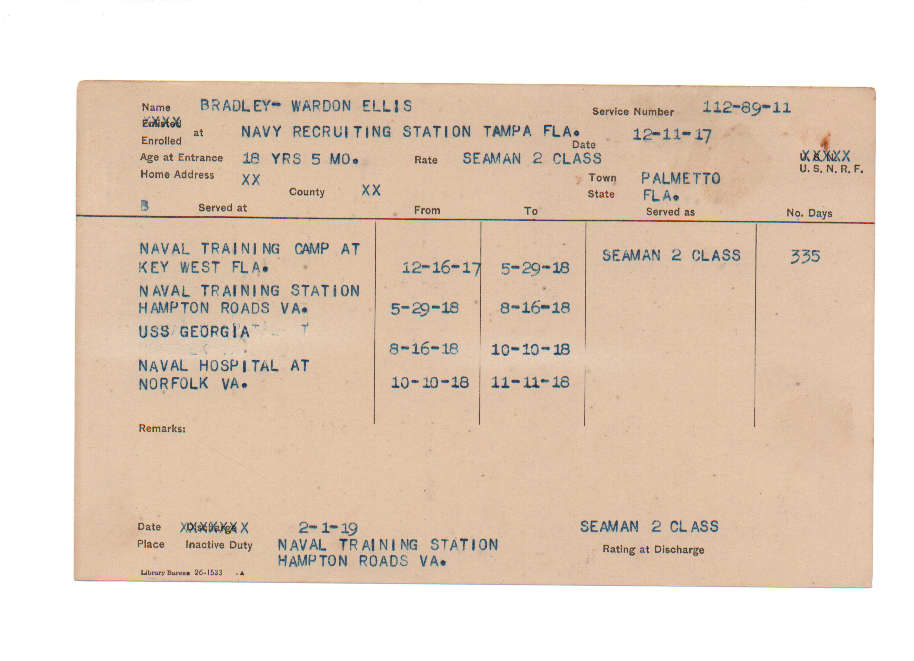 Name BRADLEY- WARDON ELLIS Service Number 112-89-11
Enlisted
Enrolled at NAVY RECRUITING STATION TAMPA FLA. Date 12-11-17
Age at Entrance 18 YRS 5 MO. Rate SEAMAN 2 CLASS U.S.N.
U. S. N. R. F.
Home Address XX County XX Town PALMETTO
State FLA.
B Served at From To Served as No. Days
NAVAL TRAINING CAMP AT
KEY WEST FLA. 12-16-17 5-29-18 SEAMAN 2 CLASS 335
NAVAL TRAINING STATION
HAMPTON ROADS VA. 5-29-18 8-16-18
USS GEORGIA
8-16-18 10-10-18
NAVAL HOSPITAL AT
NORFOLK VA. 10-10-18 11-11-18
Remarks:
Date Discharge 2-1-19 SEAMAN 2 CLASS
Place Inactive Duty NAVAL TRAINING STATION Rating at Discharge
HAMPTON ROADS VA.
Library Bureau 26-1533 A